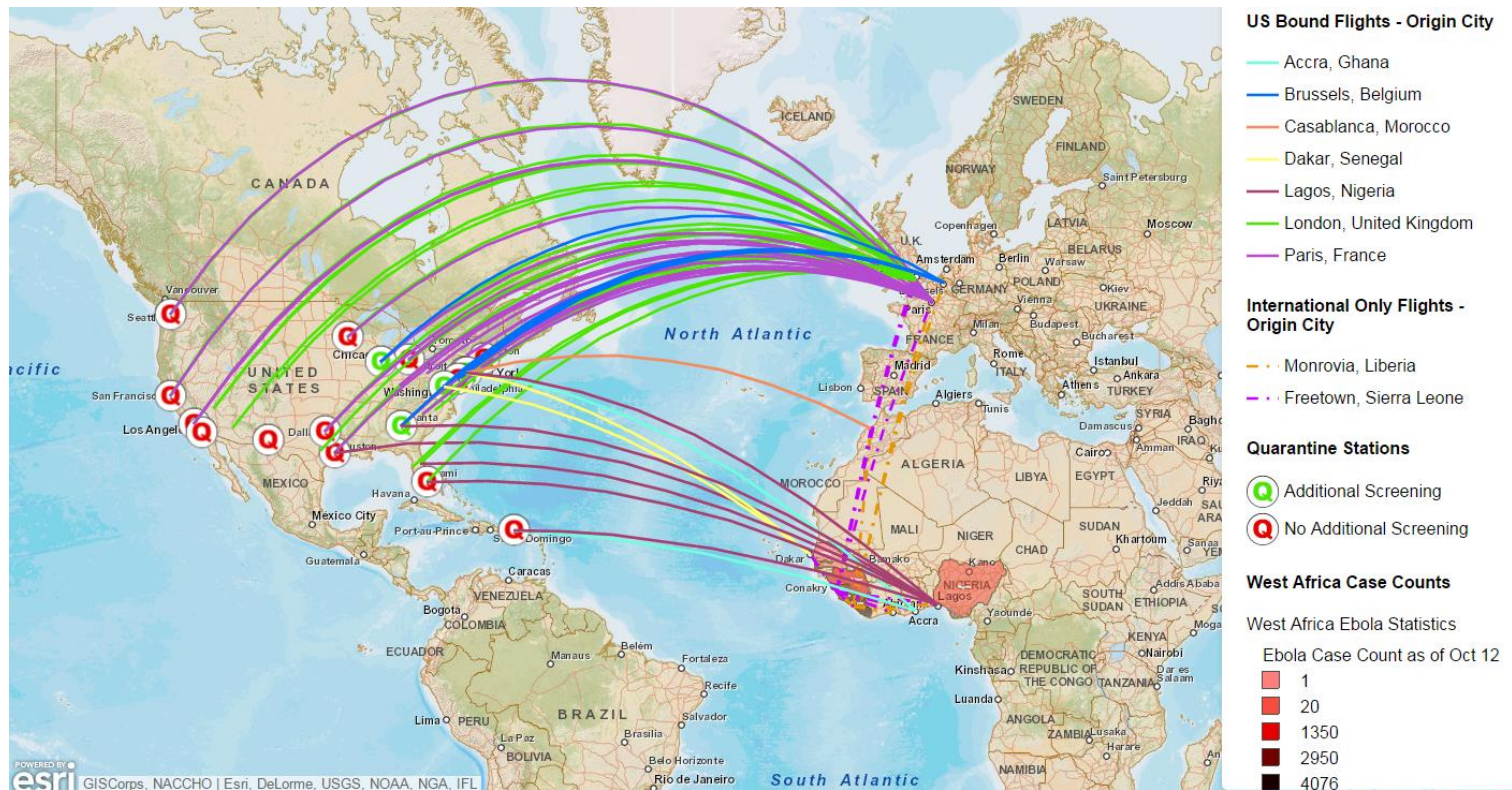 US Bound Flights - Origin City
Accra, Ghana
Brussels, Belgium
Casablanca, Morocco
Dakar, Senegal
Lagos, Nigeria
London, United Kingdom
Paris, France
International Only Flights -
Origin City
Monrovia, Liberia
Freetown, Sierra Leone
Quarantine Stations
Q Additional Screening
Q No Additional Screening
West Africa Case Counts
West Africa Ebola Statistics
Ebola Case Count as of Oct 12
1
20
1350
2950
4076
ICELAND
SWEDEN
FINLAND
NORWAY
Saint Petersburg
CANADA
LATVIA
Moscow
Copenhagen
U.K.
BELARUS
Amsterdam
Berlin
Warsaw
GERMANY
POLAND
Kiev
Vancouver
Paris
Vienna
UKRAINE
Budapest
North Atlantic
FRANCE
Milan
Bucharest
UNITED
STATES
Madrid
Rome
ITALY
Istanbul
Ankara
Washington
Lisbon
SPAIN
Algiers
Athens
TURKEY
Tunis
SYRIA
Damascus
Los Angel
IRAQ
Cairo
ALGERIA
LIBYA
EGYPT
MEXICO
MOROCCO
Havana
Jeddah
Mexico City
MALI
NIGER
SUDAN
Port-au-Prince
Domingo
CHAD
Khartoum
Sanaa
Guatemala
Dakar
Bamako
Kano
Caracas
Conakry
NIGERIA
Lagos
Addis Ababa
VENEZUELA
SOUTH
SUDAN
ETHIOPIA
Bogota
COLOMBIA
Accra
Yaoundé
ECUADOR
Belém
KENYA
Manaus
Fortaleza
Kinshasa
DEMOCRATIC
REPUBLIC OF
THE CONGO
Nairobi
TANZANIA
Dar es
Salaam
Recife
Luanda
Lima
PERU
BRAZIL
Salvador
ANGOLA
La Paz
Brasilia
ZAMBIA
Lusaka
BOLIVIA
Harare
Belo Horizonte
NAMIBIA
Rio de Janeiro
South Atlantic
POWERED BY
esri
GISCorps, NACCHO | Esri, DeLorme, USGS, NOAA, NGA, IFL